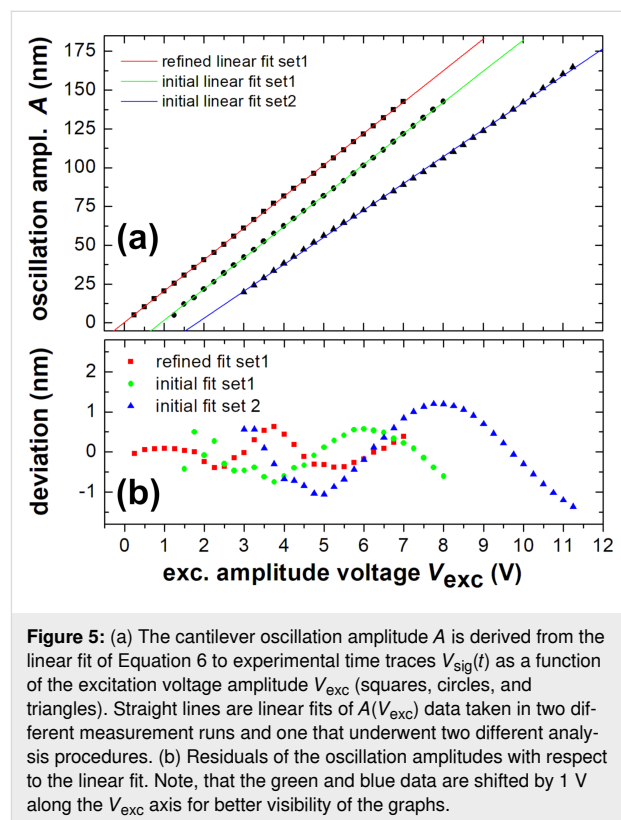 175
150
125
100
75
50
25
0
oscillation ampl. A (nm)
refined linear fit set1
initial linear fit set1
initial linear fit set2
(a)
2
1
0
-1
deviation (nm)
refined fit set1
initial fit set1
initial fit set 2
(b)
0 1 2 3 4 5 6 7 8 9 10 11 12
exc. amplitude voltage Vexc (V)
Figure 5: (a) The cantilever oscillation amplitude A is derived from the
linear fit of Equation 6 to experimental time traces Vsig(t) as a function
of the excitation voltage amplitude Vexc (squares, circles, and
triangles). Straight lines are linear fits of A(Vexc) data taken in two dif-
ferent measurement runs and one that underwent two different analy-
sis procedures. (b) Residuals of the oscillation amplitudes with respect
to the linear fit. Note, that the green and blue data are shifted by 1 V
along the Vexc axis for better visibility of the graphs.